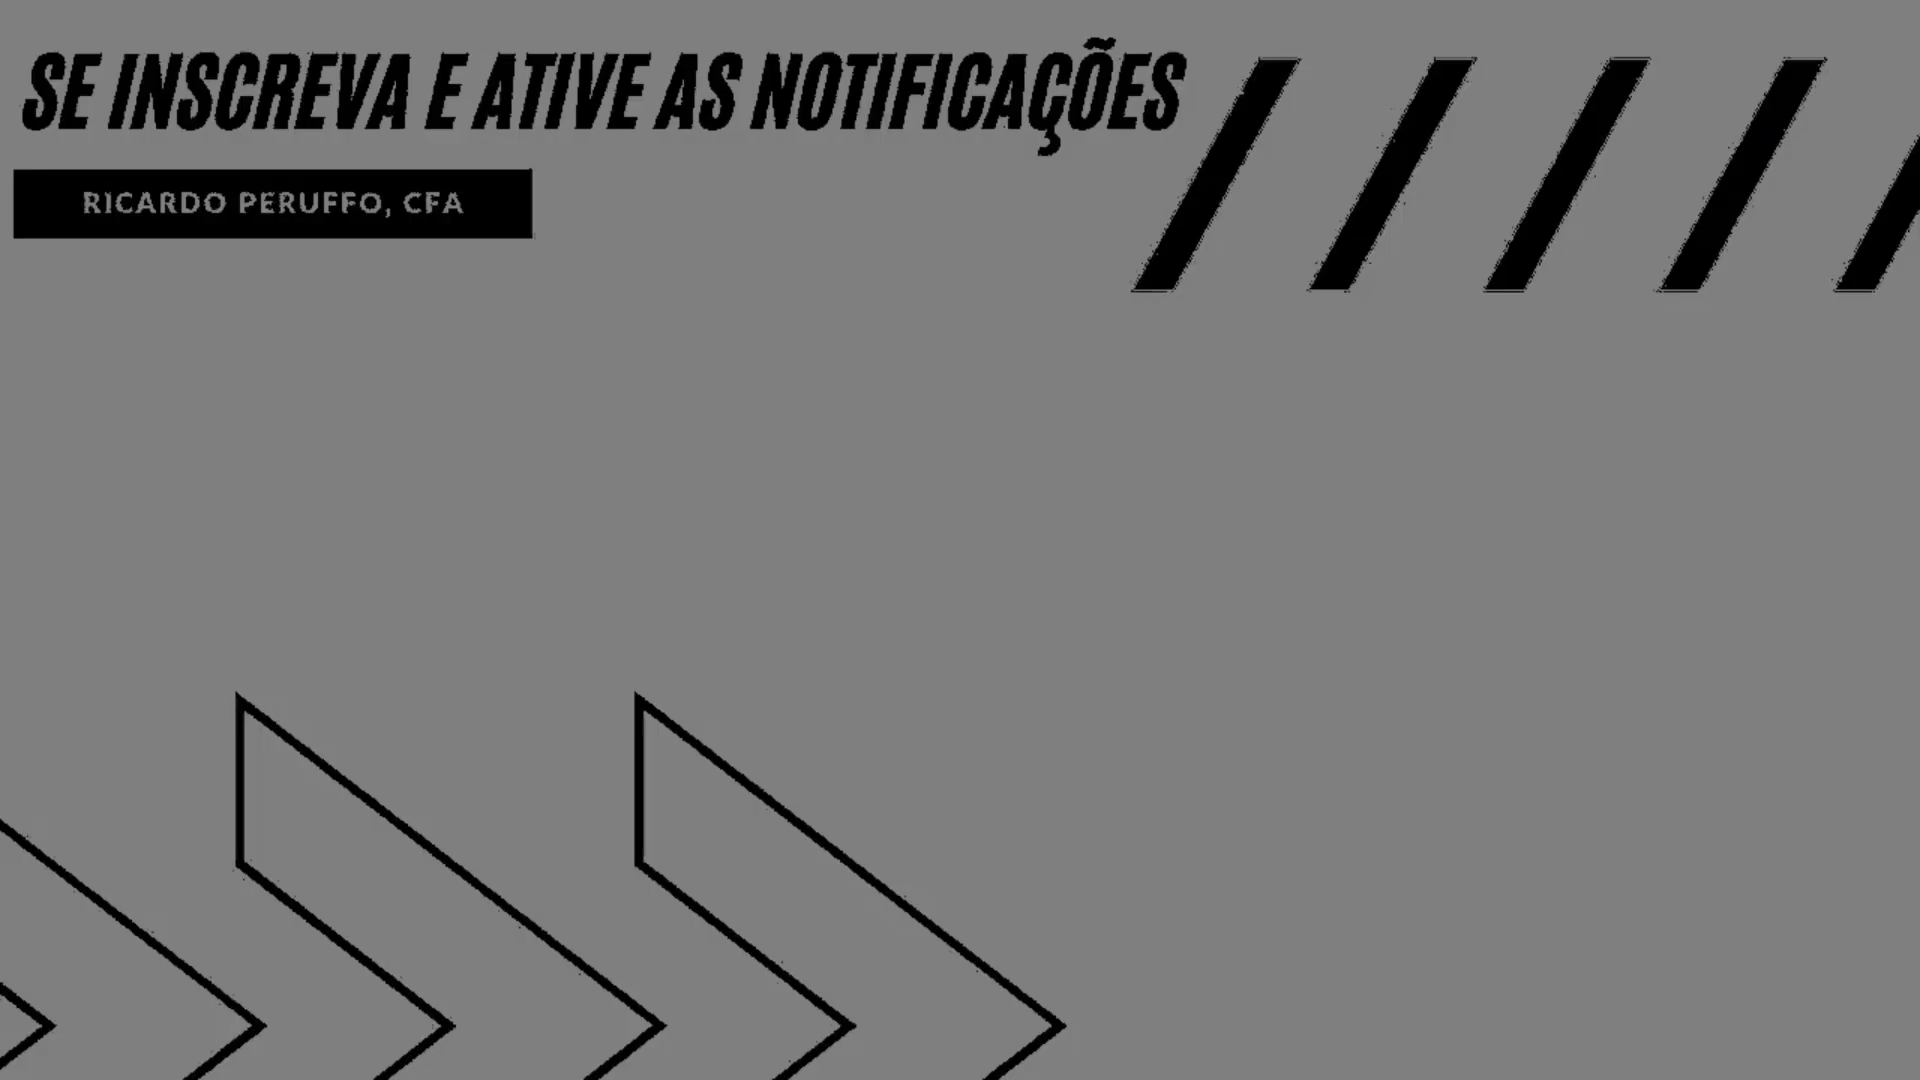 SE INSCREVA E ATIVE AS NOTIFICAÇÕES
RICARDO PERUFFO, CFA